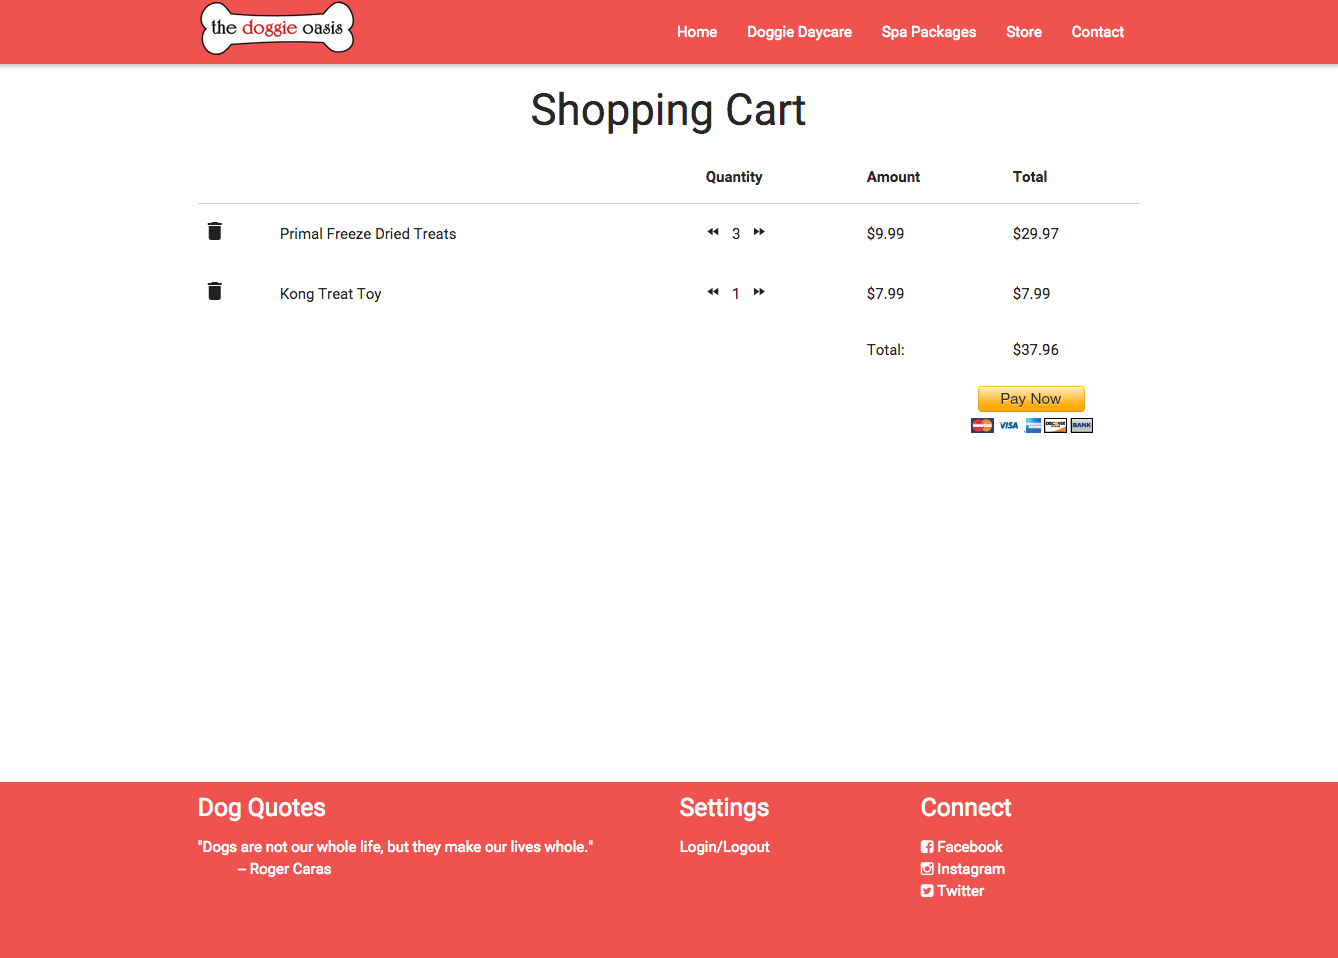 the doggie oasis
Home Doggie Daycare Spa Packages Store Contact
Shopping Cart
Quantity Amount Total
Primal Freeze Dried Treats 3 $9.99 $29.97
Kong Treat Toy 1 $7.99 $7.99
Total: $37.96
Pay Now
MasterCard VISA DISCOVER BANK
Dog Quotes Settings Connect
"Dogs are not our whole life, but they make our lives whole." Login/Logout Facebook
– Roger Caras Instagram
Twitter